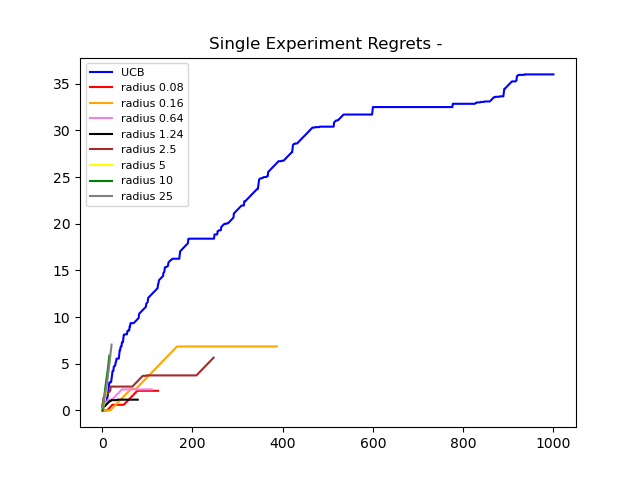 Single Experiment Regrets -
35
30
25
20
15
10
5
0
UCB
radius 0.08
radius 0.16
radius 0.64
radius 1.24
radius 2.5
radius 5
radius 10
radius 25
0 200 400 600 800 1000